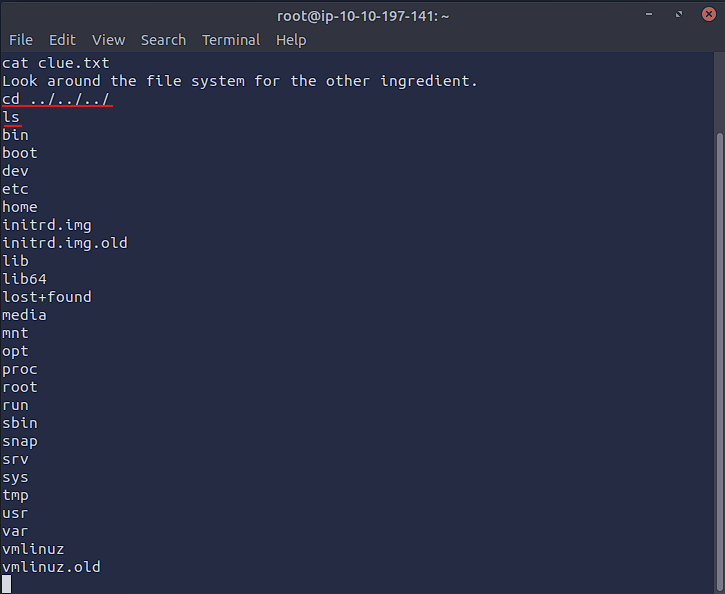 root@ip-10-10-197-141: ~
File Edit View Search Terminal Help
cat clue.txt
Look around the file system for the other ingredient.
cd ../../../
ls
bin
boot
dev
etc
home
initrd.img
initrd.img.old
lib
lib64
lost+found
media
mnt
opt
proc
root
run
sbin
snap
srv
sys
tmp
usr
var
vmlinuz
vmlinuz.old